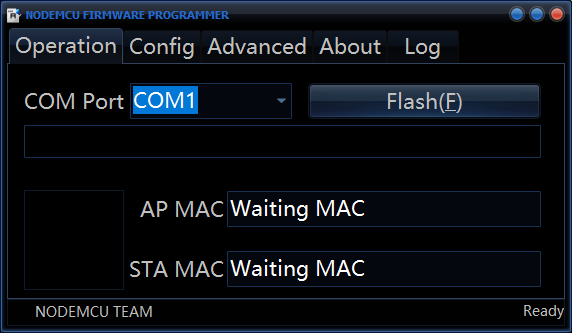 NODEMCU FIRMWARE PROGRAMMER
Operation Config Advanced About Log
COM Port COM1 Flash(F)
AP MAC Waiting MAC
STA MAC Waiting MAC
NODEMCU TEAM Ready